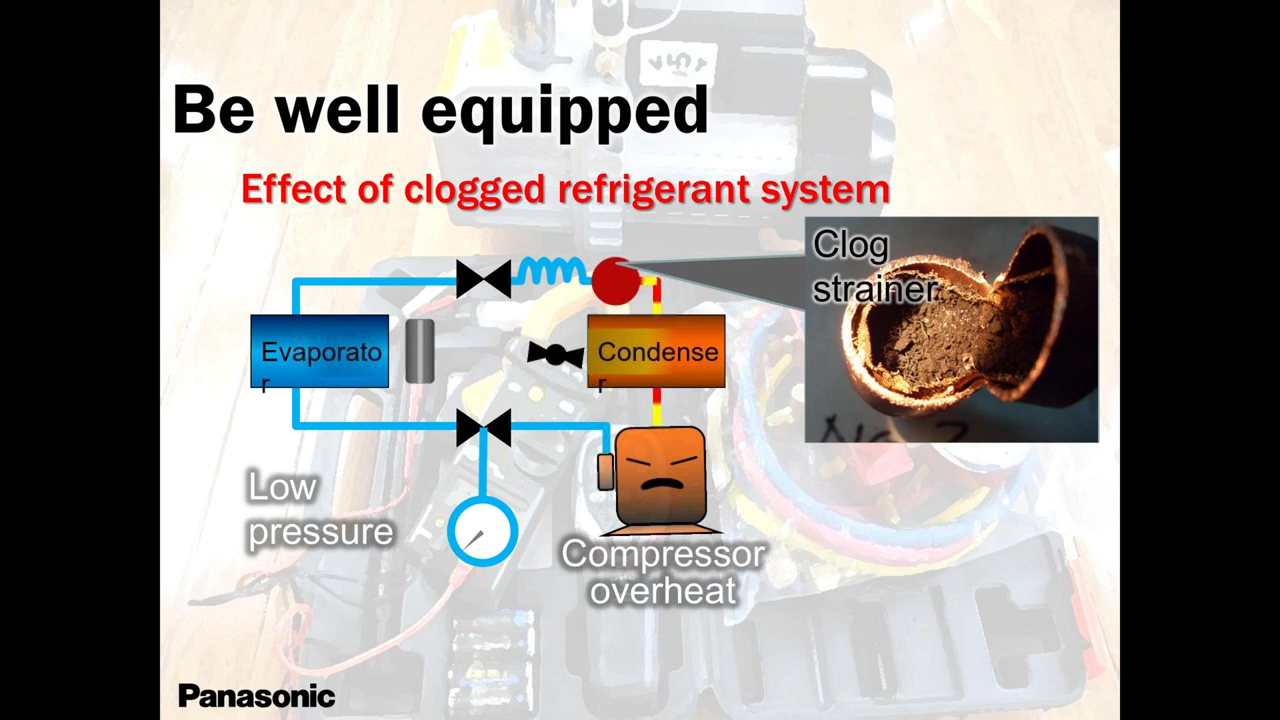 Be well equipped
Effect of clogged refrigerant system
Clog
strainer
Evaporato
r
Condense
r
Low
pressure
Compressor
overheat
Panasonic